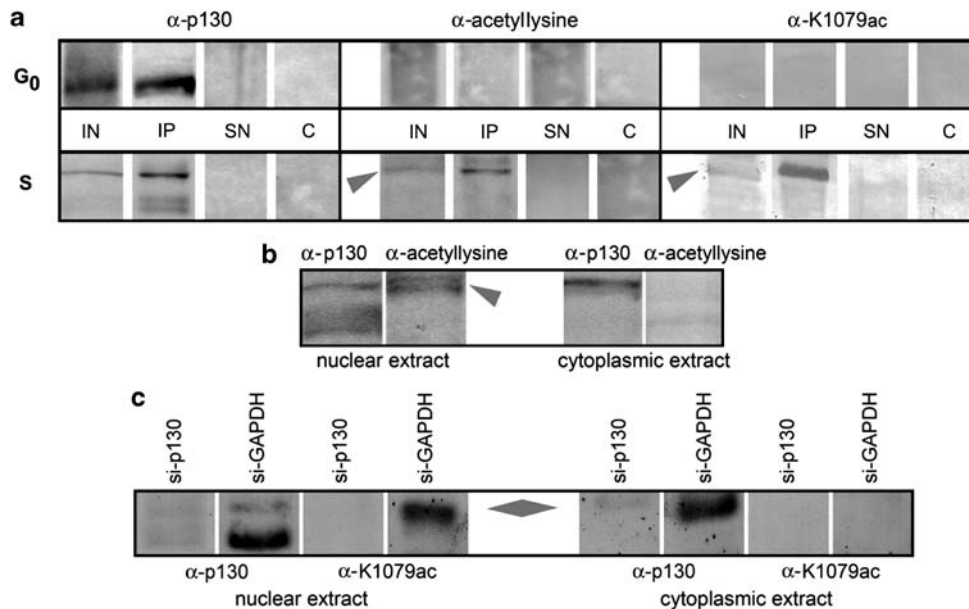 a
α-p130 α-acetyllysine α-K1079ac
G0
IN IP SN C IN IP SN C IN IP SN C
S
b
α-p130 α-acetyllysine α-p130 α-acetyllysine
nuclear extract cytoplasmic extract
c
si-p130 si-GAPDH si-p130 si-GAPDH si-p130 si-GAPDH si-p130 si-GAPDH
α-p130 α-K1079ac α-p130 α-K1079ac
nuclear extract cytoplasmic extract